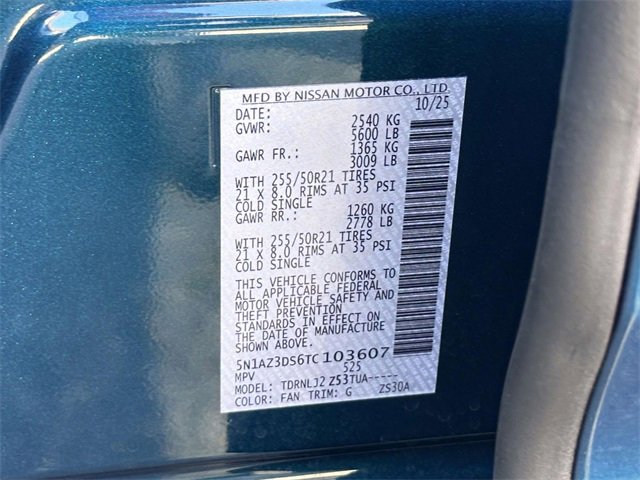 MFD BY NISSAN MOTOR CO., LTD.
DATE: 10/25
GVWR: 2540 KG
5600 LB
GAWR FR.: 1365 KG
3009 LB
WITH 255/50R21 TIRES
21 X 8.0 RIMS AT 35 PSI
COLD SINGLE
GAWR RR.: 1260 KG
2778 LB
WITH 255/50R21 TIRES
21 X 8.0 RIMS AT 35 PSI
COLD SINGLE
THIS VEHICLE CONFORMS TO
ALL APPLICABLE FEDERAL
MOTOR VEHICLE SAFETY AND
THEFT PREVENTION
STANDARDS IN EFFECT ON
THE DATE OF MANUFACTURE
5N1AZ3DS6TC103607
MPV 525
MODEL: TDRNLJ2 Z53TUA-----
COLOR: FAN TRIM: G ZS30A